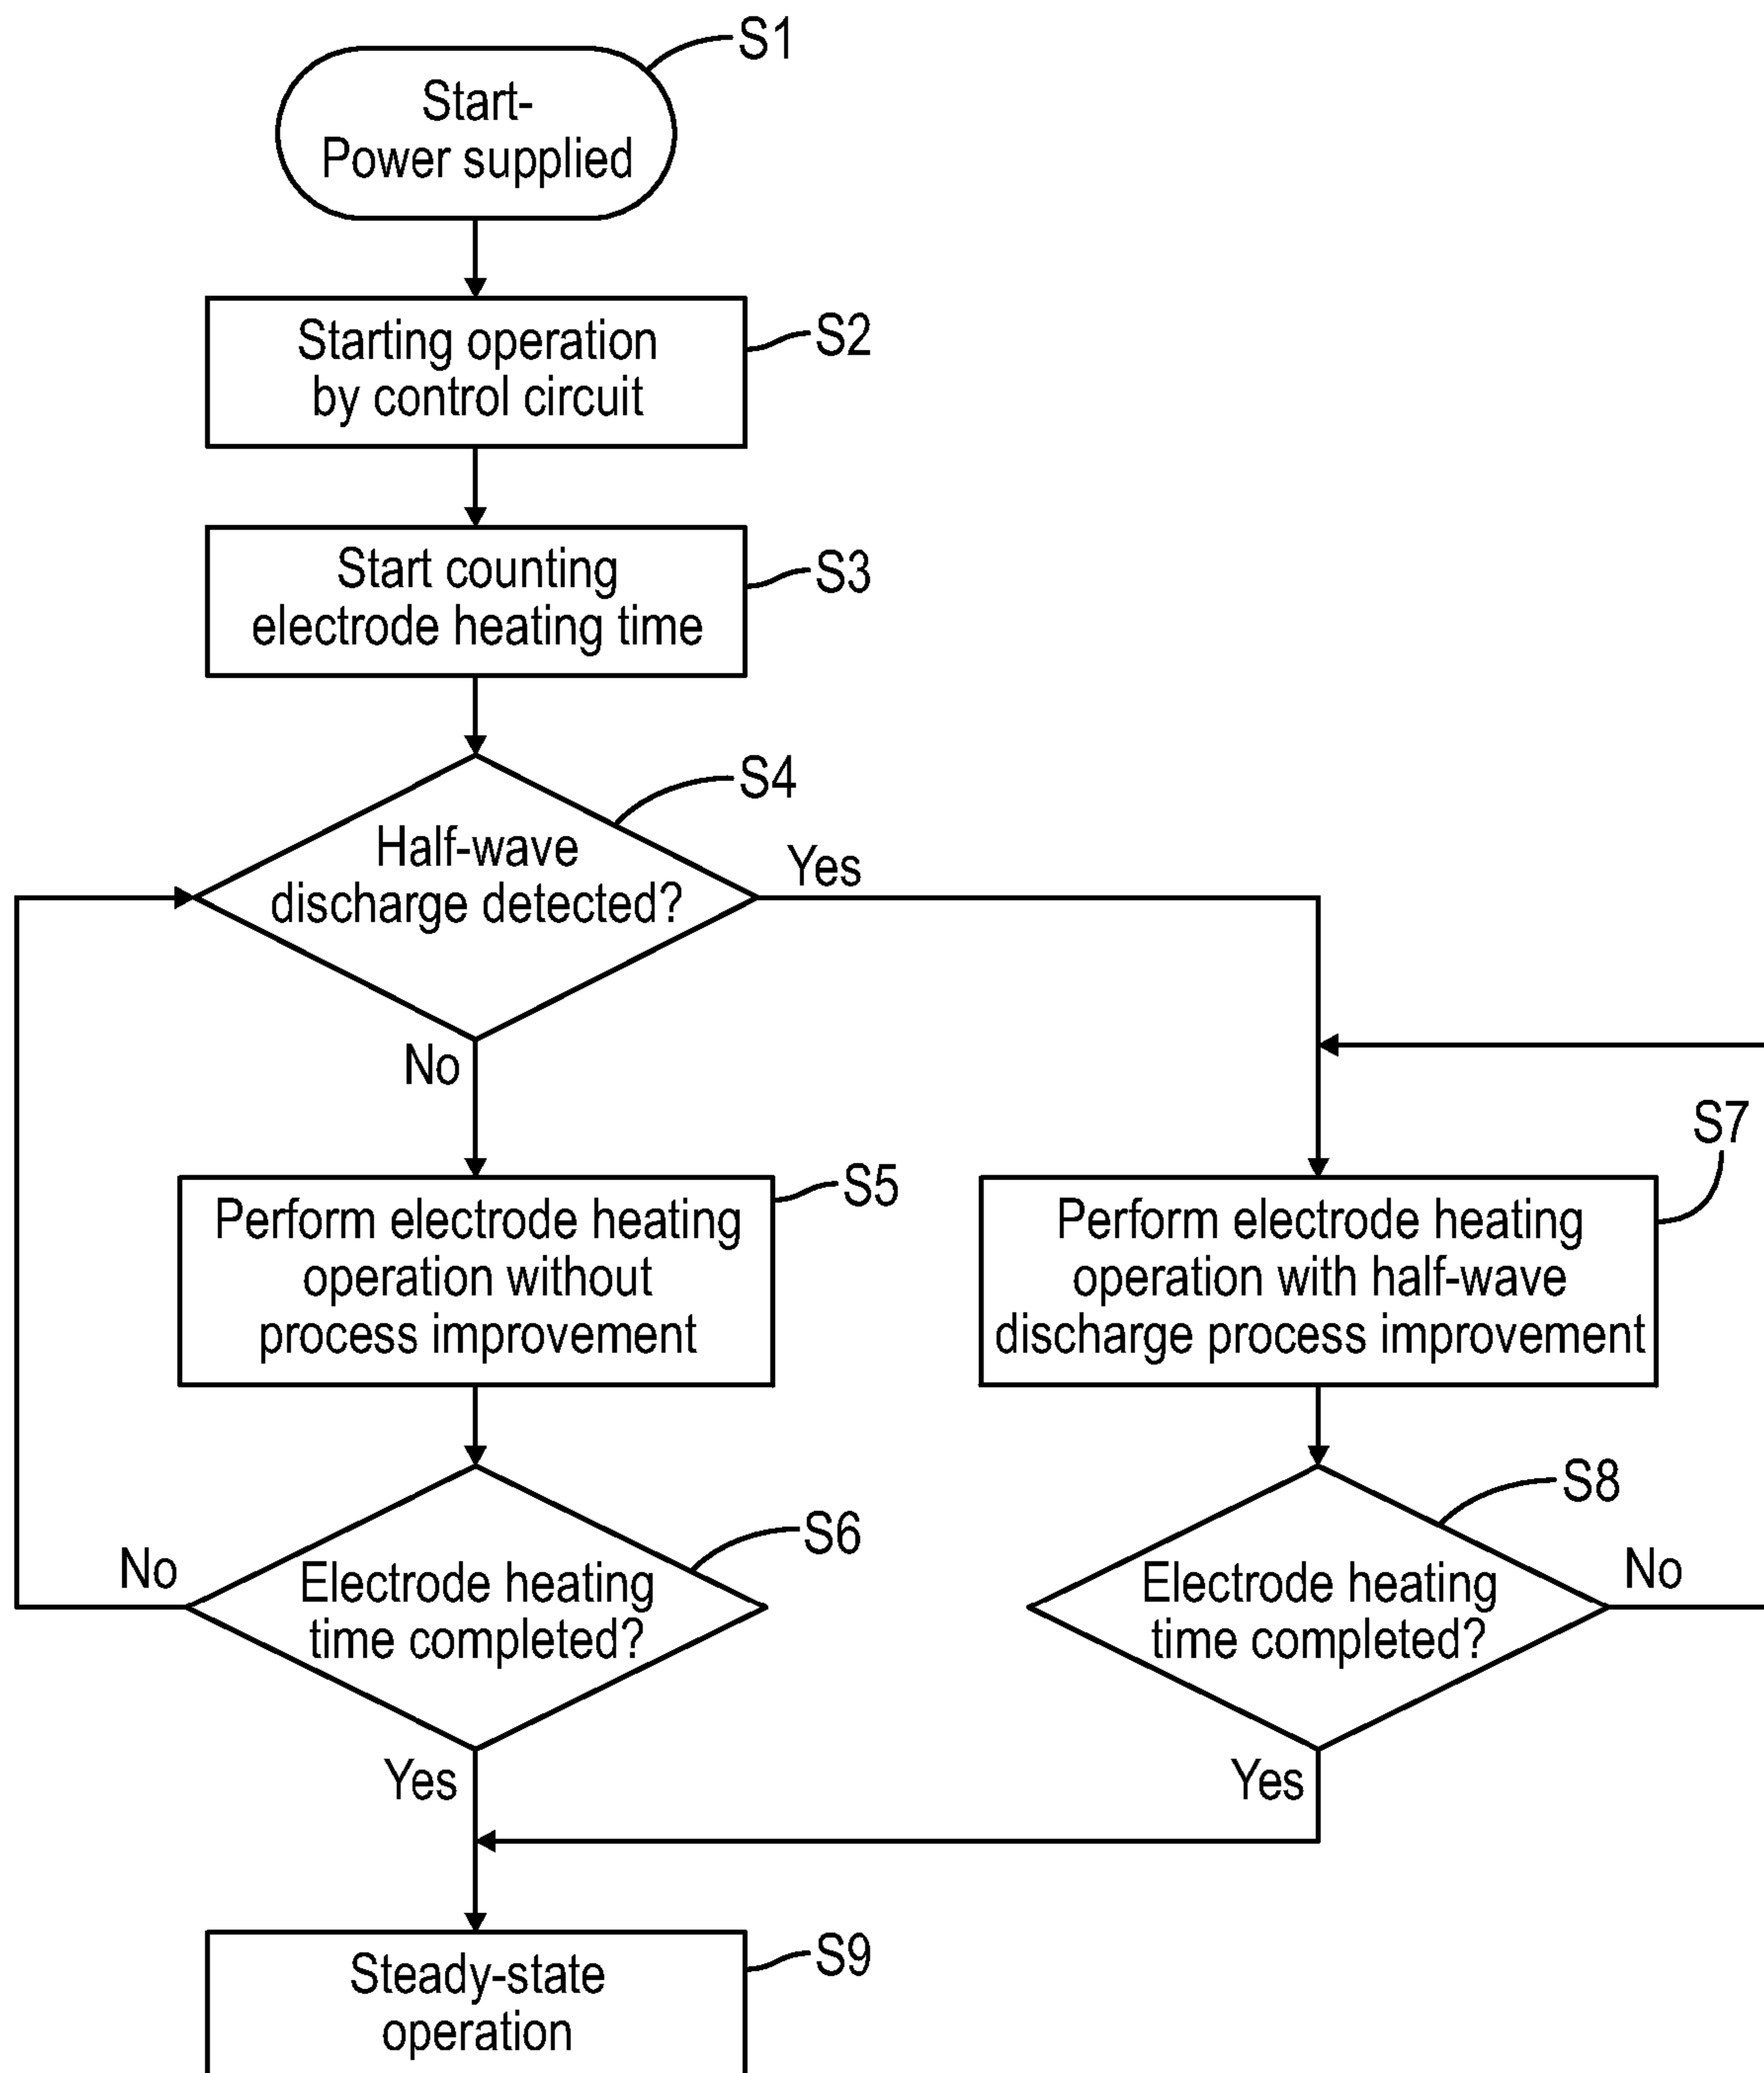 S1
Start-
Power supplied
Starting operation
by control circuit
S2
Start counting
electrode heating time
S3
S4
Half-wave
discharge detected?
Yes
No
S7
S5
Perform electrode heating
operation without
process improvement
Perform electrode heating
operation with half-wave
discharge process improvement
S8
S6
No
Electrode heating
time completed?
Electrode heating
time completed?
No
Yes
Yes
Steady-state
operation
S9